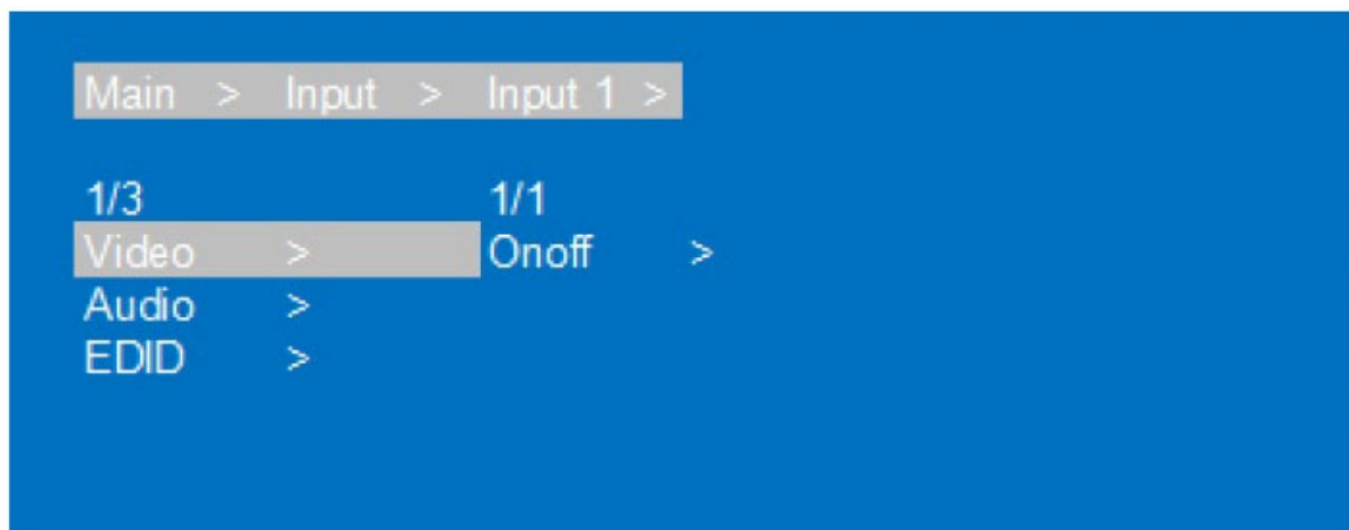 Main > Input > Input 1 >
1/3 1/1
Video > Onoff >
Audio >
EDID >